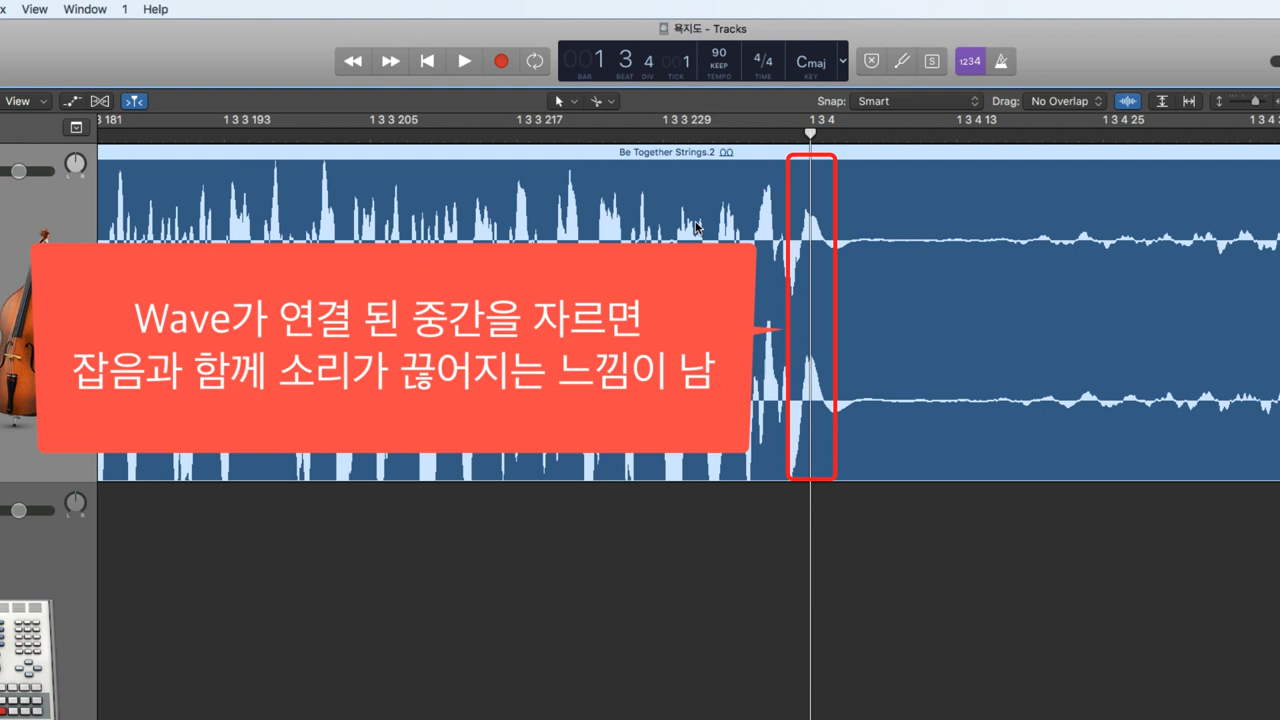 x View Window 1 Help
욕지도 - Tracks
001 3 4 001 90 KEEP 4/4 Cmaj
BAR BEAT DIV TICK TEMPO TIME KEY
S 1234
View Snap: Smart Drag: No Overlap
181 1 3 3 193 1 3 3 205 1 3 3 217 1 3 3 229 1 3 4 1 3 4 13 1 3 4 25 1 3 4
Be Together Strings.2
L R
Wave가 연결 된 중간을 자르면
잡음과 함께 소리가 끊어지는 느낌이 남
L R